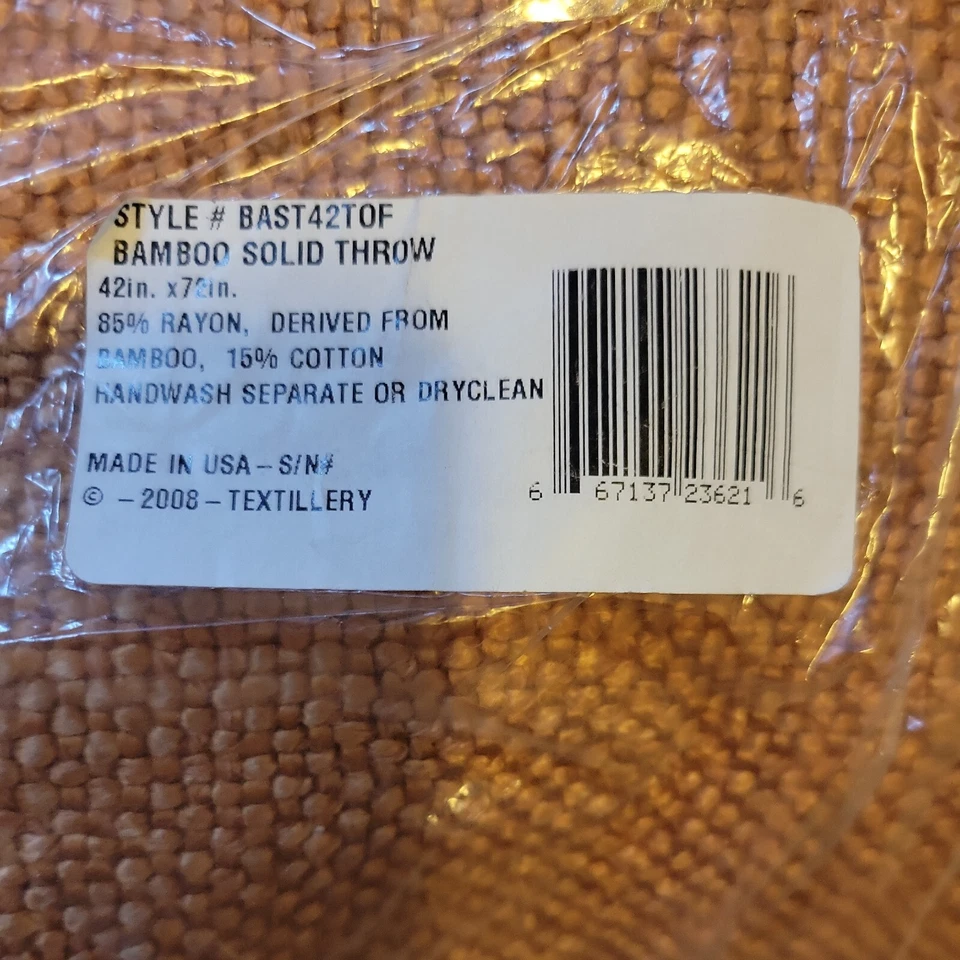 STYLE # BAST42TOF
BAMBOO SOLID THROW
42in. x72in.
85% RAYON, DERIVED FROM
BAMBOO, 15% COTTON
HANDWASH SEPARATE OR DRYCLEAN
MADE IN USA – S/N#
© – 2008 – TEXTILLERY
6 67137 23621 6